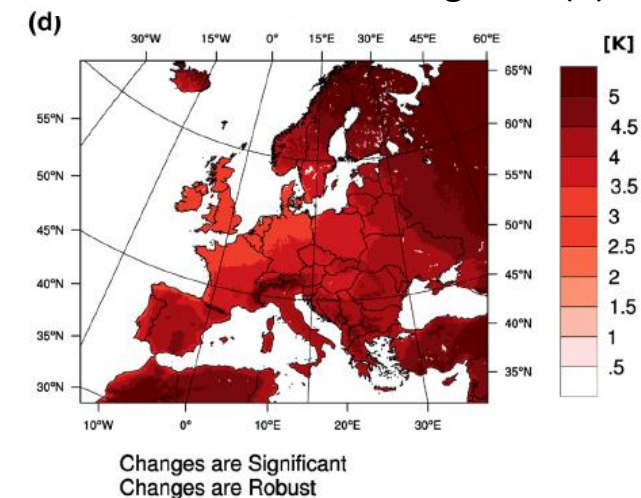 (d)
30°W 15°W 0° 15°E 30°E 45°E 60°E
[K]
65°N
60°N
55°N
50°N
45°N
40°N
35°N
55°N
50°N
45°N
40°N
35°N
30°N
5
4.5
4
3.5
3
2.5
2
1.5
1
.5
10°W 0° 10°E 20°E 30°E
Changes are Significant
Changes are Robust